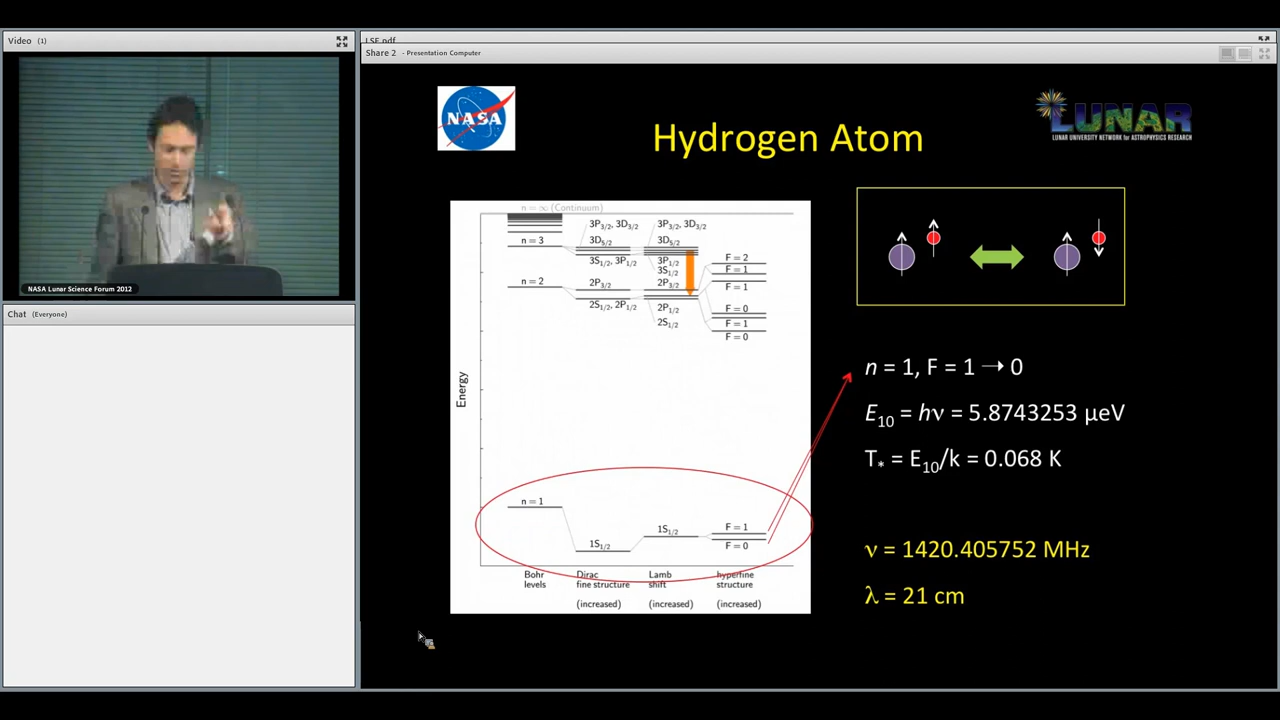 Video (1)
LSF.pdf
Share 2 - Presentation Computer
NASA Lunar Science Forum 2012
Chat (Everyone)
NASA
Hydrogen Atom
LUNAR
LUNAR UNIVERSITY NETWORK for ASTROPHYSICS RESEARCH
n = ∞ (Continuum)
n = 3
n = 2
n = 1
3P₃/₂, 3D₃/₂
3D₅/₂
3S₁/₂, 3P₁/₂
2P₃/₂
2S₁/₂, 2P₁/₂
1S₁/₂
3P₃/₂, 3D₃/₂
3D₅/₂
3P₁/₂
3S₁/₂
2P₃/₂
2P₁/₂
2S₁/₂
1S₁/₂
F = 2
F = 1
F = 1
F = 0
F = 1
F = 0
F = 1
F = 0
Energy
Bohr
levels
Dirac
fine structure
(increased)
Lamb
shift
(increased)
hyperfine
structure
(increased)
n = 1, F = 1 → 0
E₁₀ = hν = 5.8743253 μeV
T* = E₁₀/k = 0.068 K
ν = 1420.405752 MHz
λ = 21 cm